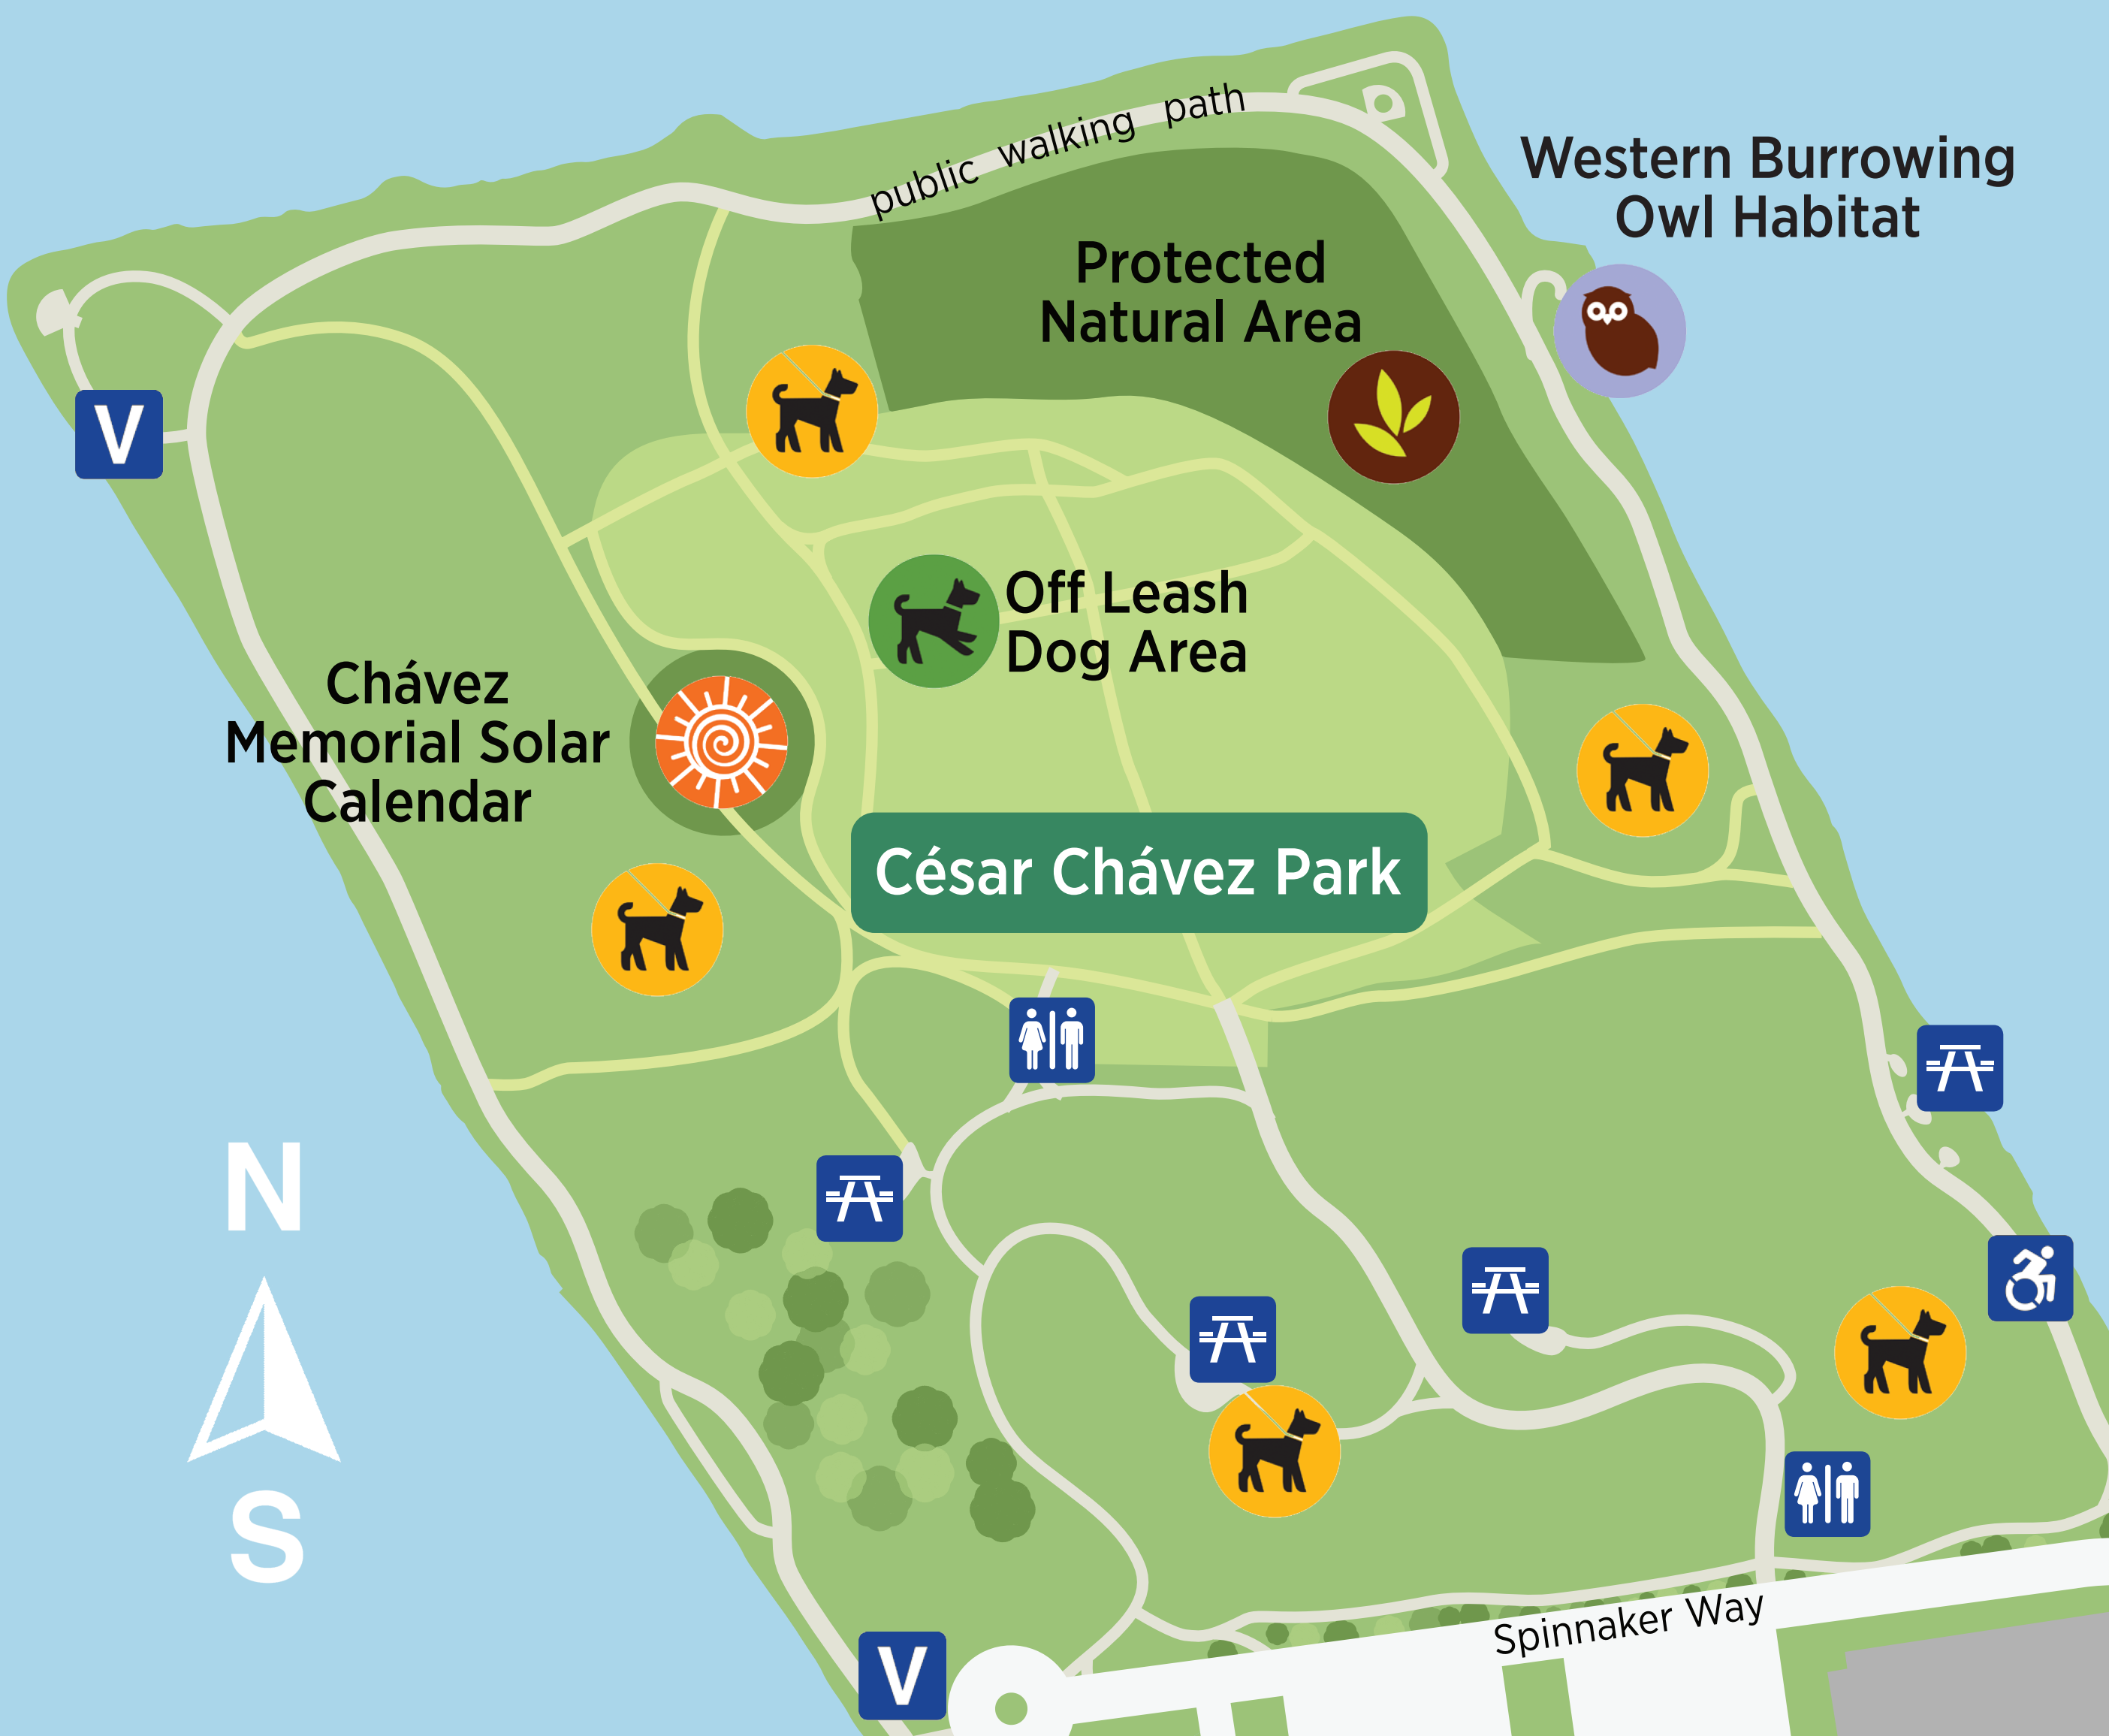 public walking path
Western Burrowing
Owl Habitat
Protected
Natural Area
V
Off Leash
Dog Area
Chávez
Memorial Solar
Calendar
César Chávez Park
N
S
Spinnaker Way
V